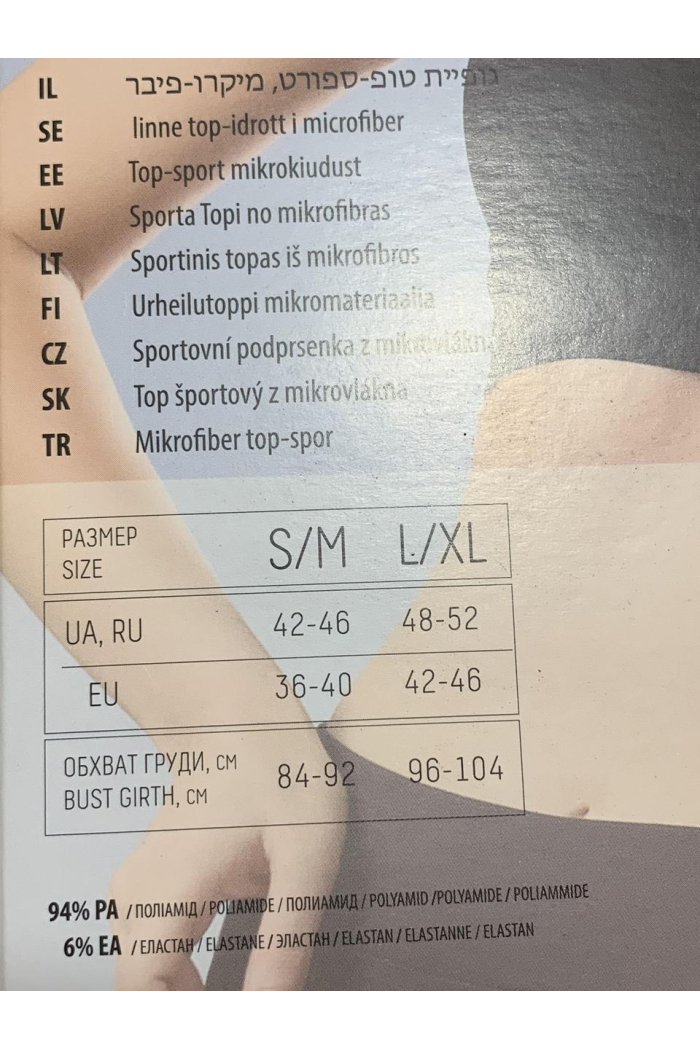 IL גופיית טופ-ספורט, מיקרו-פיבר
SE linne top-idrott i microfiber
EE Top-sport mikrokiudust
LV Sporta Topi no mikrofibras
LT Sportinis topas iš mikrofibros
FI Urheilutoppi mikromateriaalia
CZ Sportovní podprsenka z mikrovlákna
SK Top športový z mikrovlákna
TR Mikrofiber top-spor
РАЗМЕР
SIZE S/M L/XL
UA, RU 42-46 48-52
EU 36-40 42-46
ОБХВАТ ГРУДИ, СМ
BUST GIRTH, CM 84-92 96-104
94% PA / ПОЛІАМІД / POLIAMIDE / ПОЛИАМИД / POLYAMID /POLYAMIDE / POLIAMMIDE
6% EA / ЕЛАСТАН / ELASTANE / ЭЛАСТАН / ELASTAN / ELASTANNE / ELASTAN